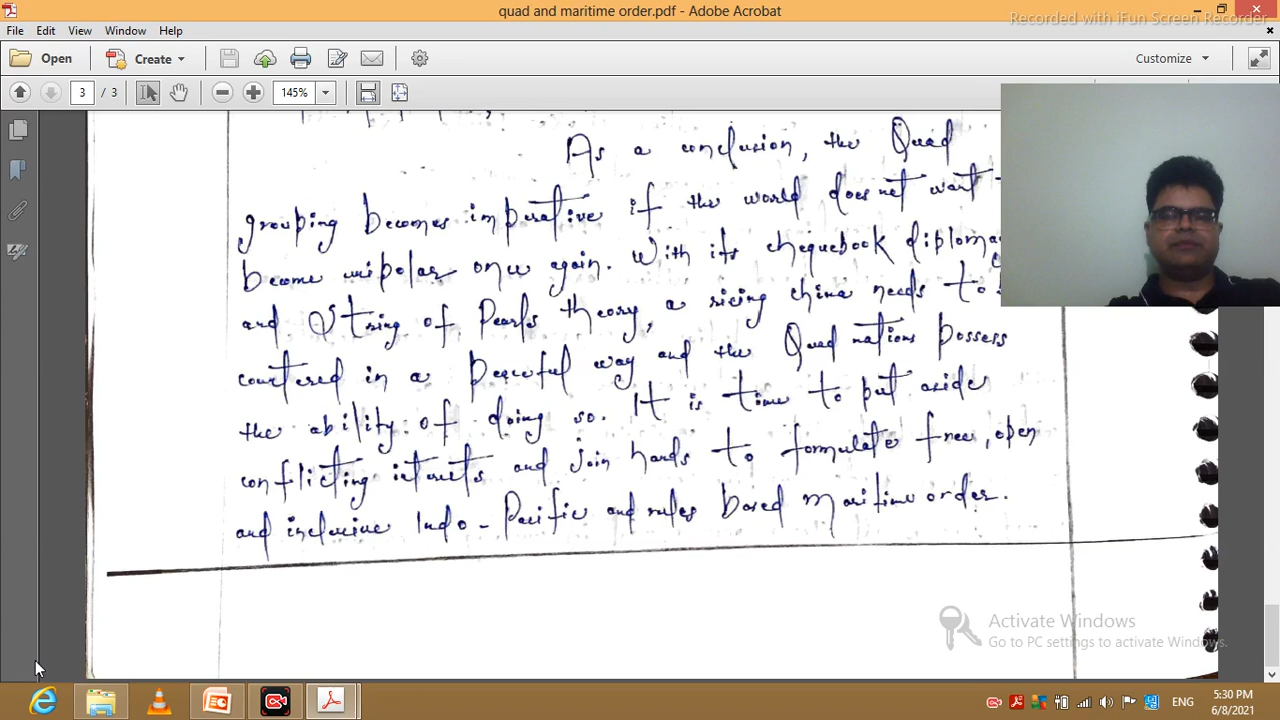 quad and maritime order.pdf - Adobe Acrobat
Recorded with iFun Screen Recorder
File Edit View Window Help
Open Create Customize
3 / 3 145%
As a conclusion, the Quad
grouping becomes imperative if the world does not want
become unipolar once again. With its chequebook
and String of Pearls theory, a rising china needs to
countered in a peaceful way and the Quad nations possess
the ability of doing so. It is time to put aside
conflicting interests and join hands to formulate free, open
and inclusive Indo - Pacific and rules based maritime order.
Activate Windows
Go to PC settings to activate Windows.
ENG
5:30 PM
6/8/2021